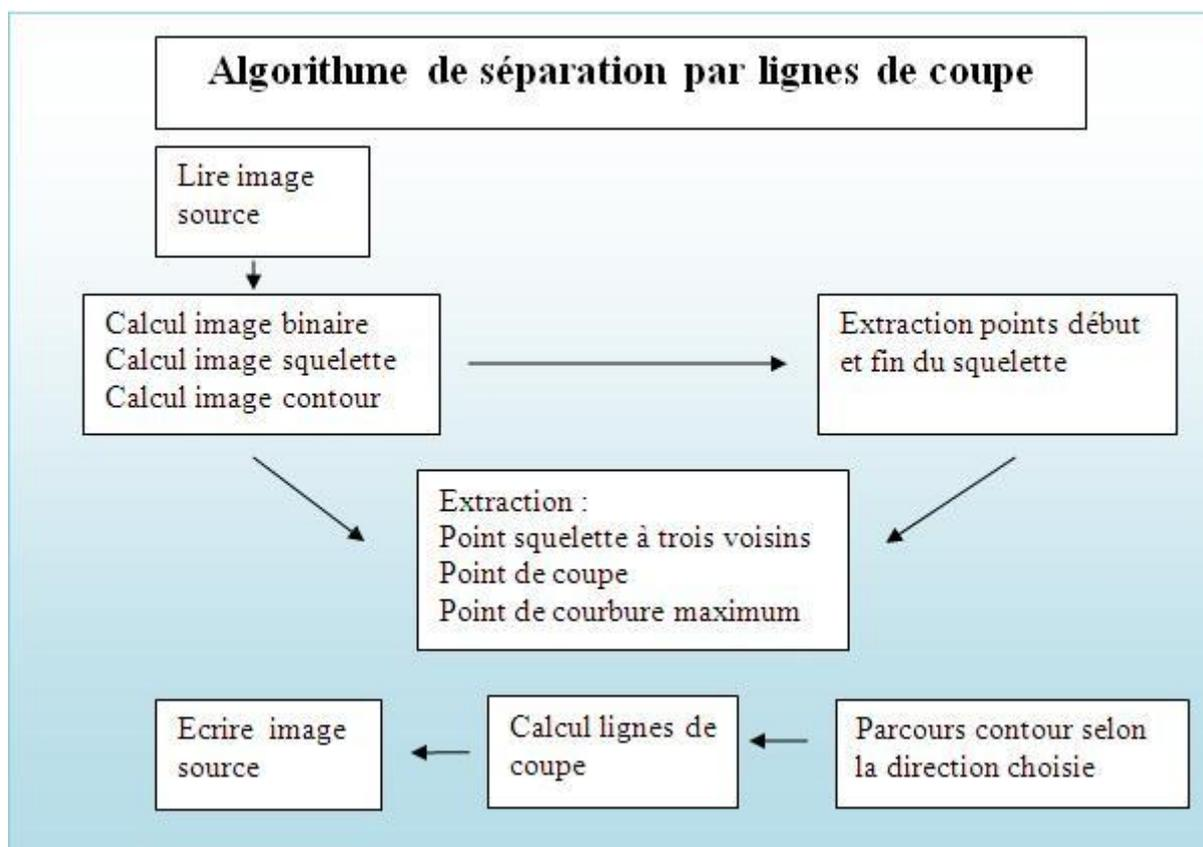 Algorithme de séparation par lignes de coupe
Lire image
source
Calcul image binaire
Calcul image squelette
Calcul image contour
Extraction points début
et fin du squelette
Extraction :
Point squelette à trois voisins
Point de coupe
Point de courbure maximum
Ecrire image
source
Calcul lignes de
coupe
Parcours contour selon
la direction choisie